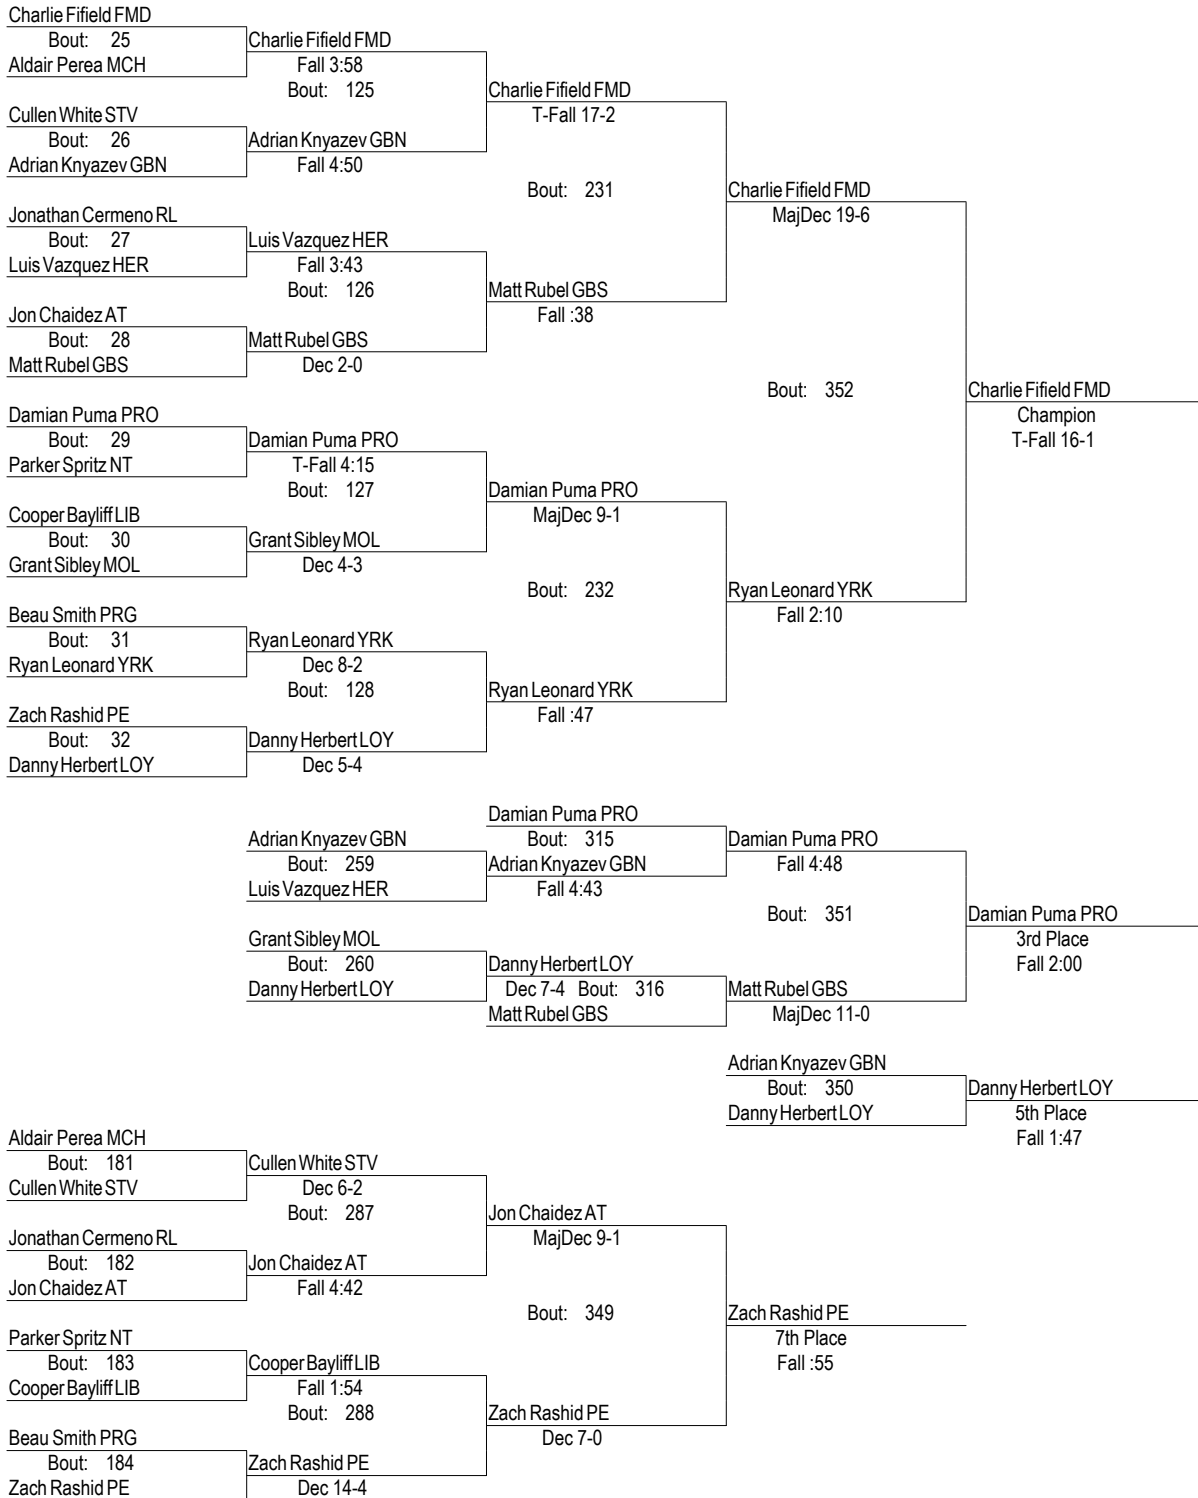 Charlie Fifield FMD
Bout: 25
Charlie Fifield FMD
Aldair Perea MCH
Fall 3:58
Bout: 125
Charlie Fifield FMD
Cullen White STV
T-Fall 17-2
Bout: 26
Adrian Knyazev GBN
Adrian Knyazev GBN
Fall 4:50
Bout: 231
Charlie Fifield FMD
Jonathan Cermeno RL
MajDec 19-6
Bout: 27
Luis Vazquez HER
Luis Vazquez HER
Fall 3:43
Bout: 126
Matt Rubel GBS
Jon Chaidez AT
Fall :38
Bout: 28
Matt Rubel GBS
Matt Rubel GBS
Dec 2-0
Bout: 352
Charlie Fifield FMD
Damian Puma PRO
Champion
Bout: 29
Damian Puma PRO
T-Fall 16-1
Parker Spritz NT
T-Fall 4:15
Bout: 127
Damian Puma PRO
Cooper Bayliff LIB
MajDec 9-1
Bout: 30
Grant Sibley MOL
Grant Sibley MOL
Dec 4-3
Bout: 232
Ryan Leonard YRK
Beau Smith PRG
Fall 2:10
Bout: 31
Ryan Leonard YRK
Ryan Leonard YRK
Dec 8-2
Bout: 128
Ryan Leonard YRK
Zach Rashid PE
Fall :47
Bout: 32
Danny Herbert LOY
Danny Herbert LOY
Dec 5-4
Damian Puma PRO
Adrian Knyazev GBN
Bout: 315
Damian Puma PRO
Bout: 259
Adrian Knyazev GBN
Fall 4:48
Luis Vazquez HER
Fall 4:43
Bout: 351
Damian Puma PRO
Grant Sibley MOL
3rd Place
Bout: 260
Danny Herbert LOY
Fall 2:00
Danny Herbert LOY
Dec 7-4 Bout: 316
Matt Rubel GBS
Matt Rubel GBS
MajDec 11-0
Adrian Knyazev GBN
Bout: 350
Danny Herbert LOY
Danny Herbert LOY
5th Place
Fall 1:47
Aldair Perea MCH
Bout: 181
Cullen White STV
Cullen White STV
Dec 6-2
Bout: 287
Jon Chaidez AT
Jonathan Cermeno RL
MajDec 9-1
Bout: 182
Jon Chaidez AT
Jon Chaidez AT
Fall 4:42
Bout: 349
Zach Rashid PE
Parker Spritz NT
7th Place
Bout: 183
Cooper Bayliff LIB
Fall :55
Cooper Bayliff LIB
Fall 1:54
Bout: 288
Zach Rashid PE
Beau Smith PRG
Dec 7-0
Bout: 184
Zach Rashid PE
Zach Rashid PE
Dec 14-4